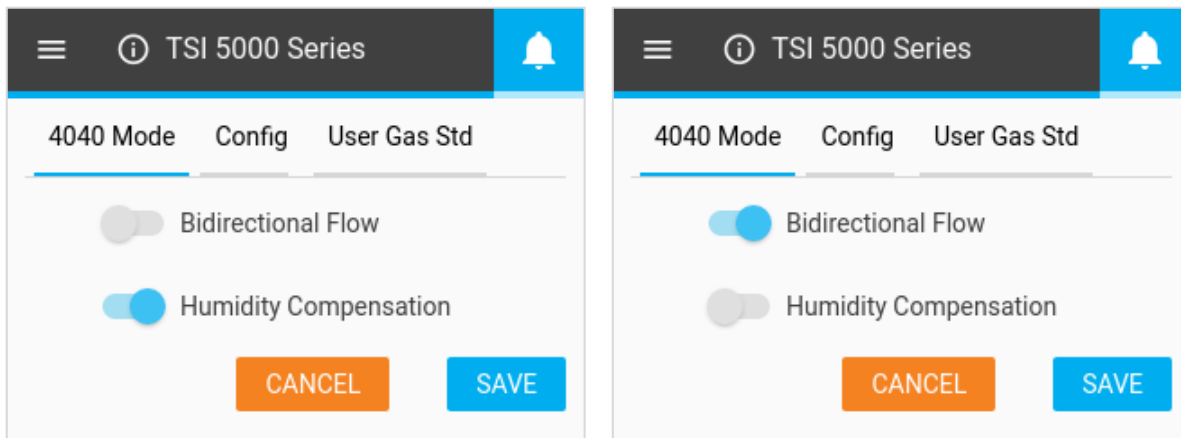 TSI 5000 Series
4040 Mode Config User Gas Std
Bidirectional Flow
Humidity Compensation
CANCEL SAVE
TSI 5000 Series
4040 Mode Config User Gas Std
Bidirectional Flow
Humidity Compensation
CANCEL SAVE